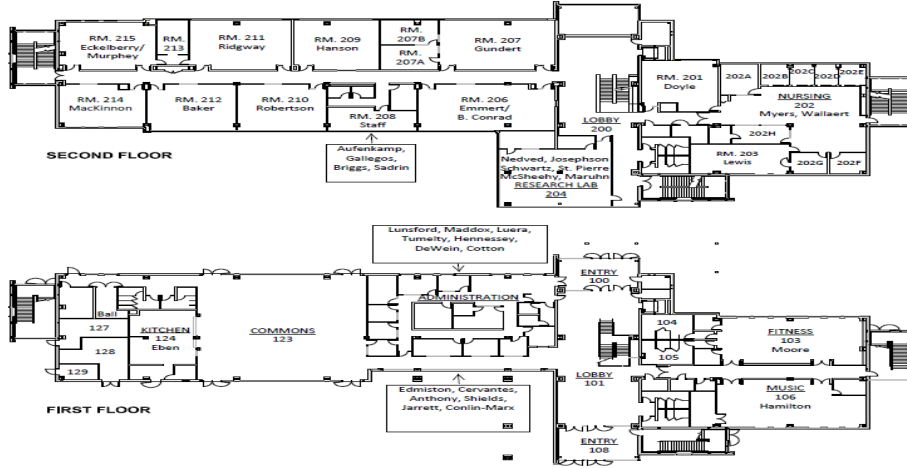 RM. 215
Eckelberry/
Murphey
RM.
213
RM. 211
Ridgway
RM. 209
Hanson
RM.
207B
RM.
207A
RM. 207
Gundert
RM. 214
MacKinnon
RM. 212
Baker
RM. 210
Robertson
RM. 208
Staff
RM. 206
Emmert/
B. Conrad
LOBBY
200
RM. 201
Doyle
202A
202B
202C
202D
202E
NURSING
202
Myers, Wallaert
202H
RM. 203
Lewis
202G
202F
SECOND FLOOR
Aufenkamp,
Gallegos,
Briggs, Sadrin
Nedved, Josephson
Schwartz, St. Pierre
McSheehy, Maruhn
RESEARCH LAB
204
Lunsford, Maddox, Luera,
Tumelty, Hennessey,
DeWein, Cotton
ENTRY
100
ADMINISTRATION
Ball
127
128
129
KITCHEN
124
Eben
COMMONS
123
104
105
FITNESS
103
Moore
LOBBY
101
MUSIC
106
Hamilton
FIRST FLOOR
Edmiston, Cervantes,
Anthony, Shields,
Jarrett, Conlin-Marx
ENTRY
108